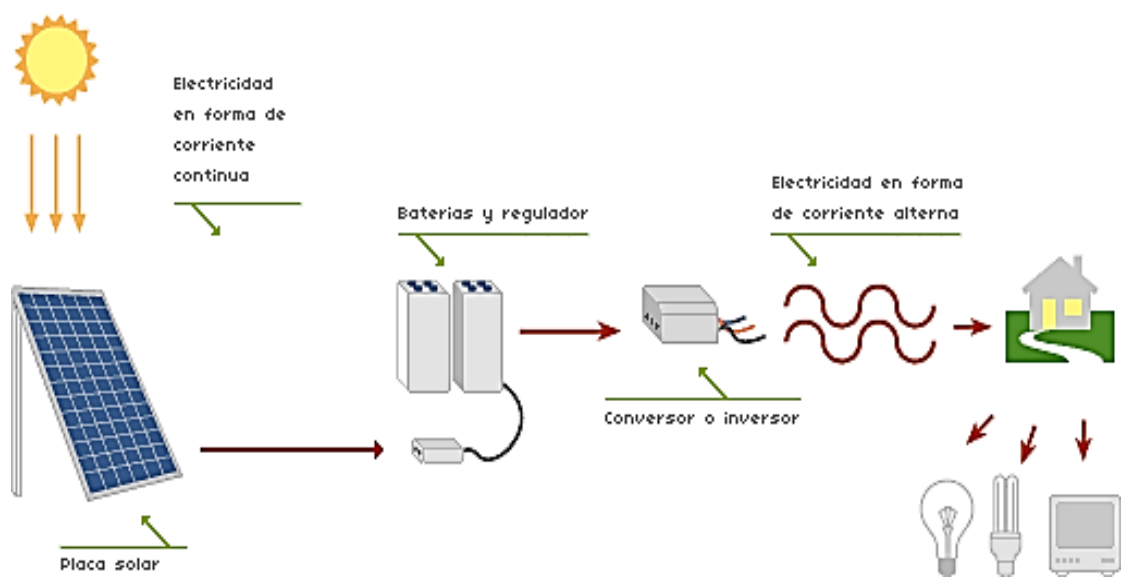 Electricidad
en forma de
corriente
continua
Baterias y regulador
Electricidad en forma
de corriente alterna
Conversor o inversor
Placa solar